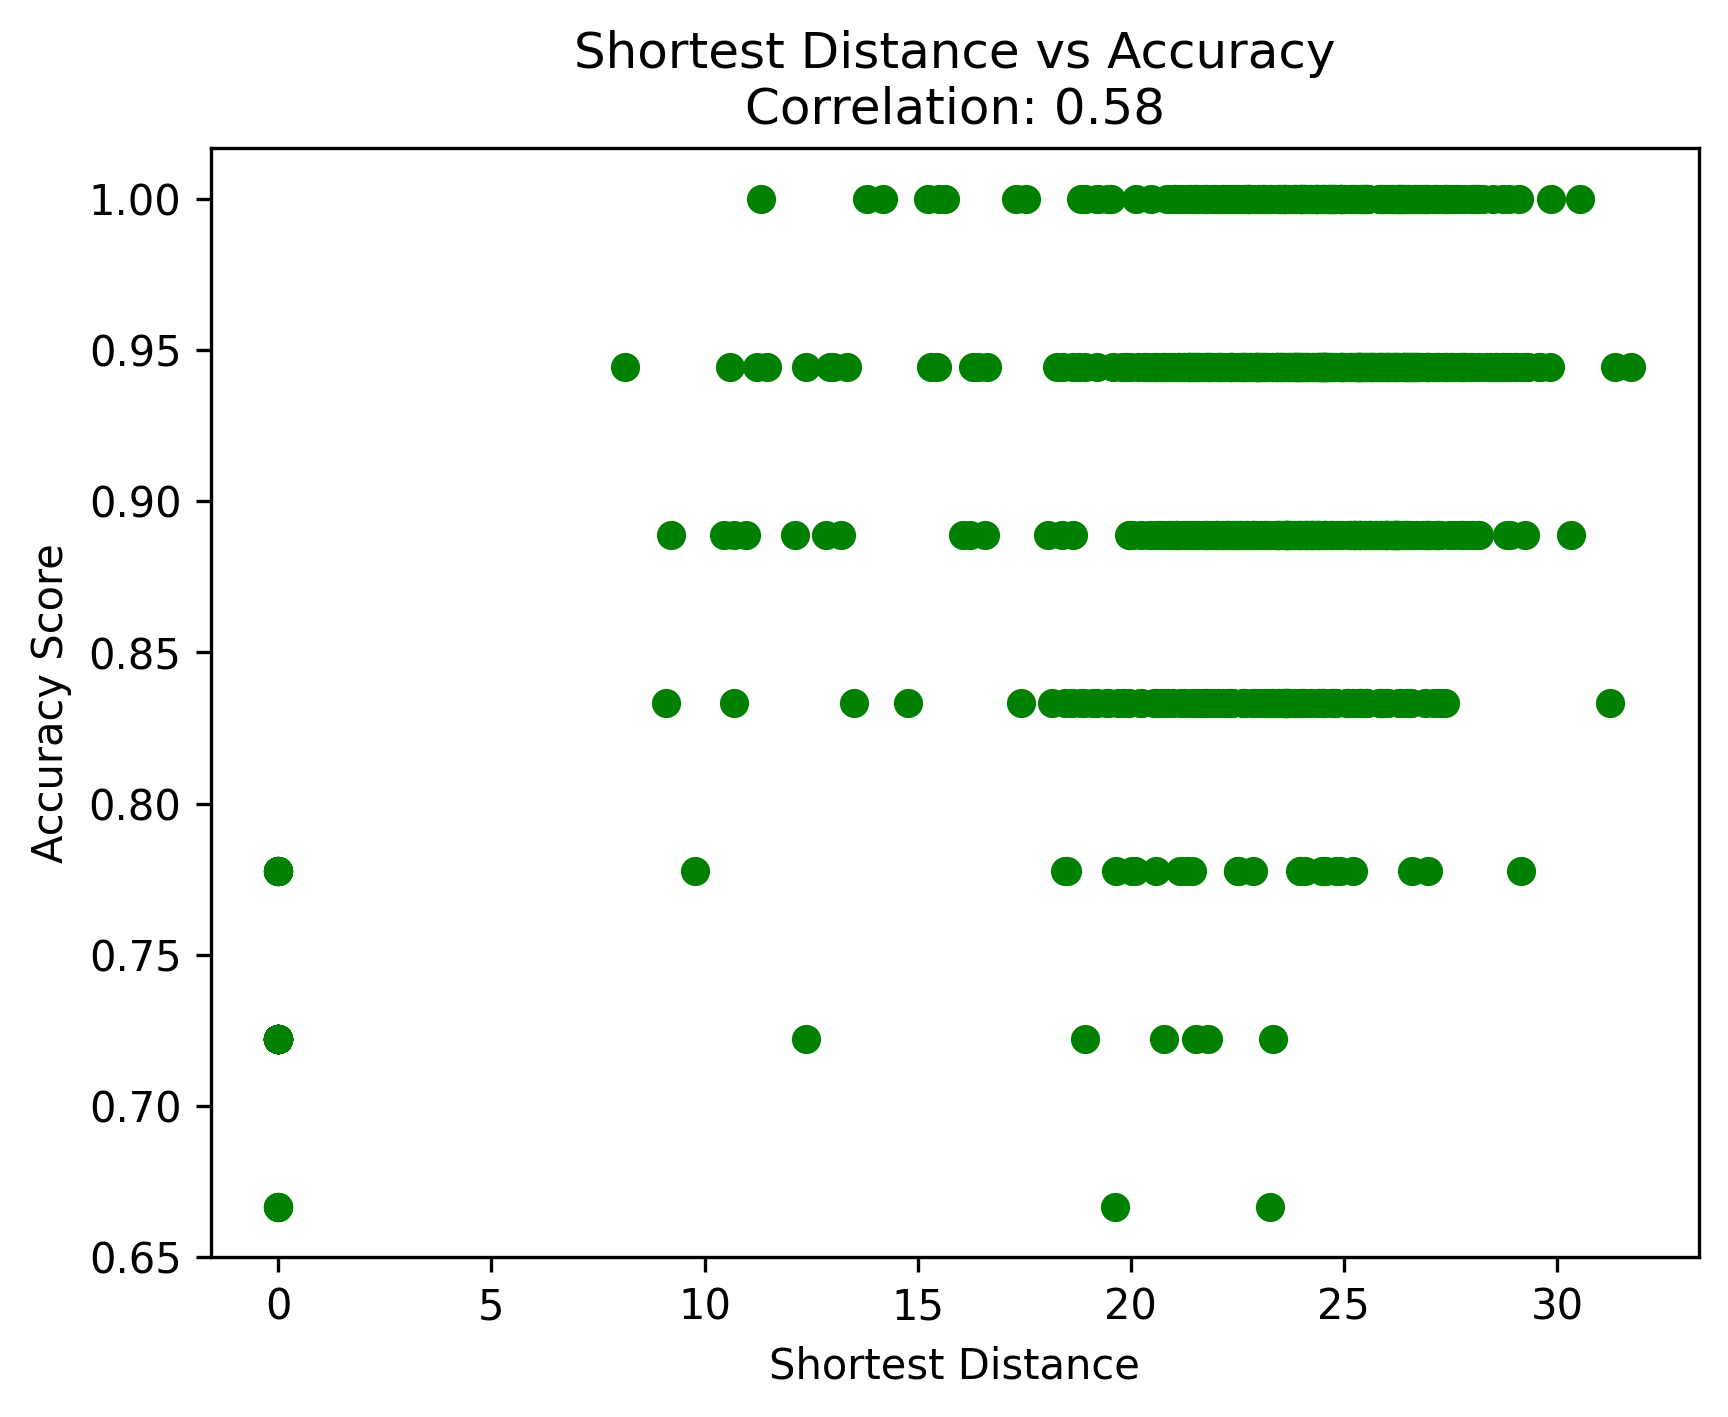 Shortest Distance vs Accuracy
Correlation: 0.58
1.00
0.95
0.90
0.85
0.80
0.75
0.70
0.65
Accuracy Score
0 5 10 15 20 25 30
Shortest Distance